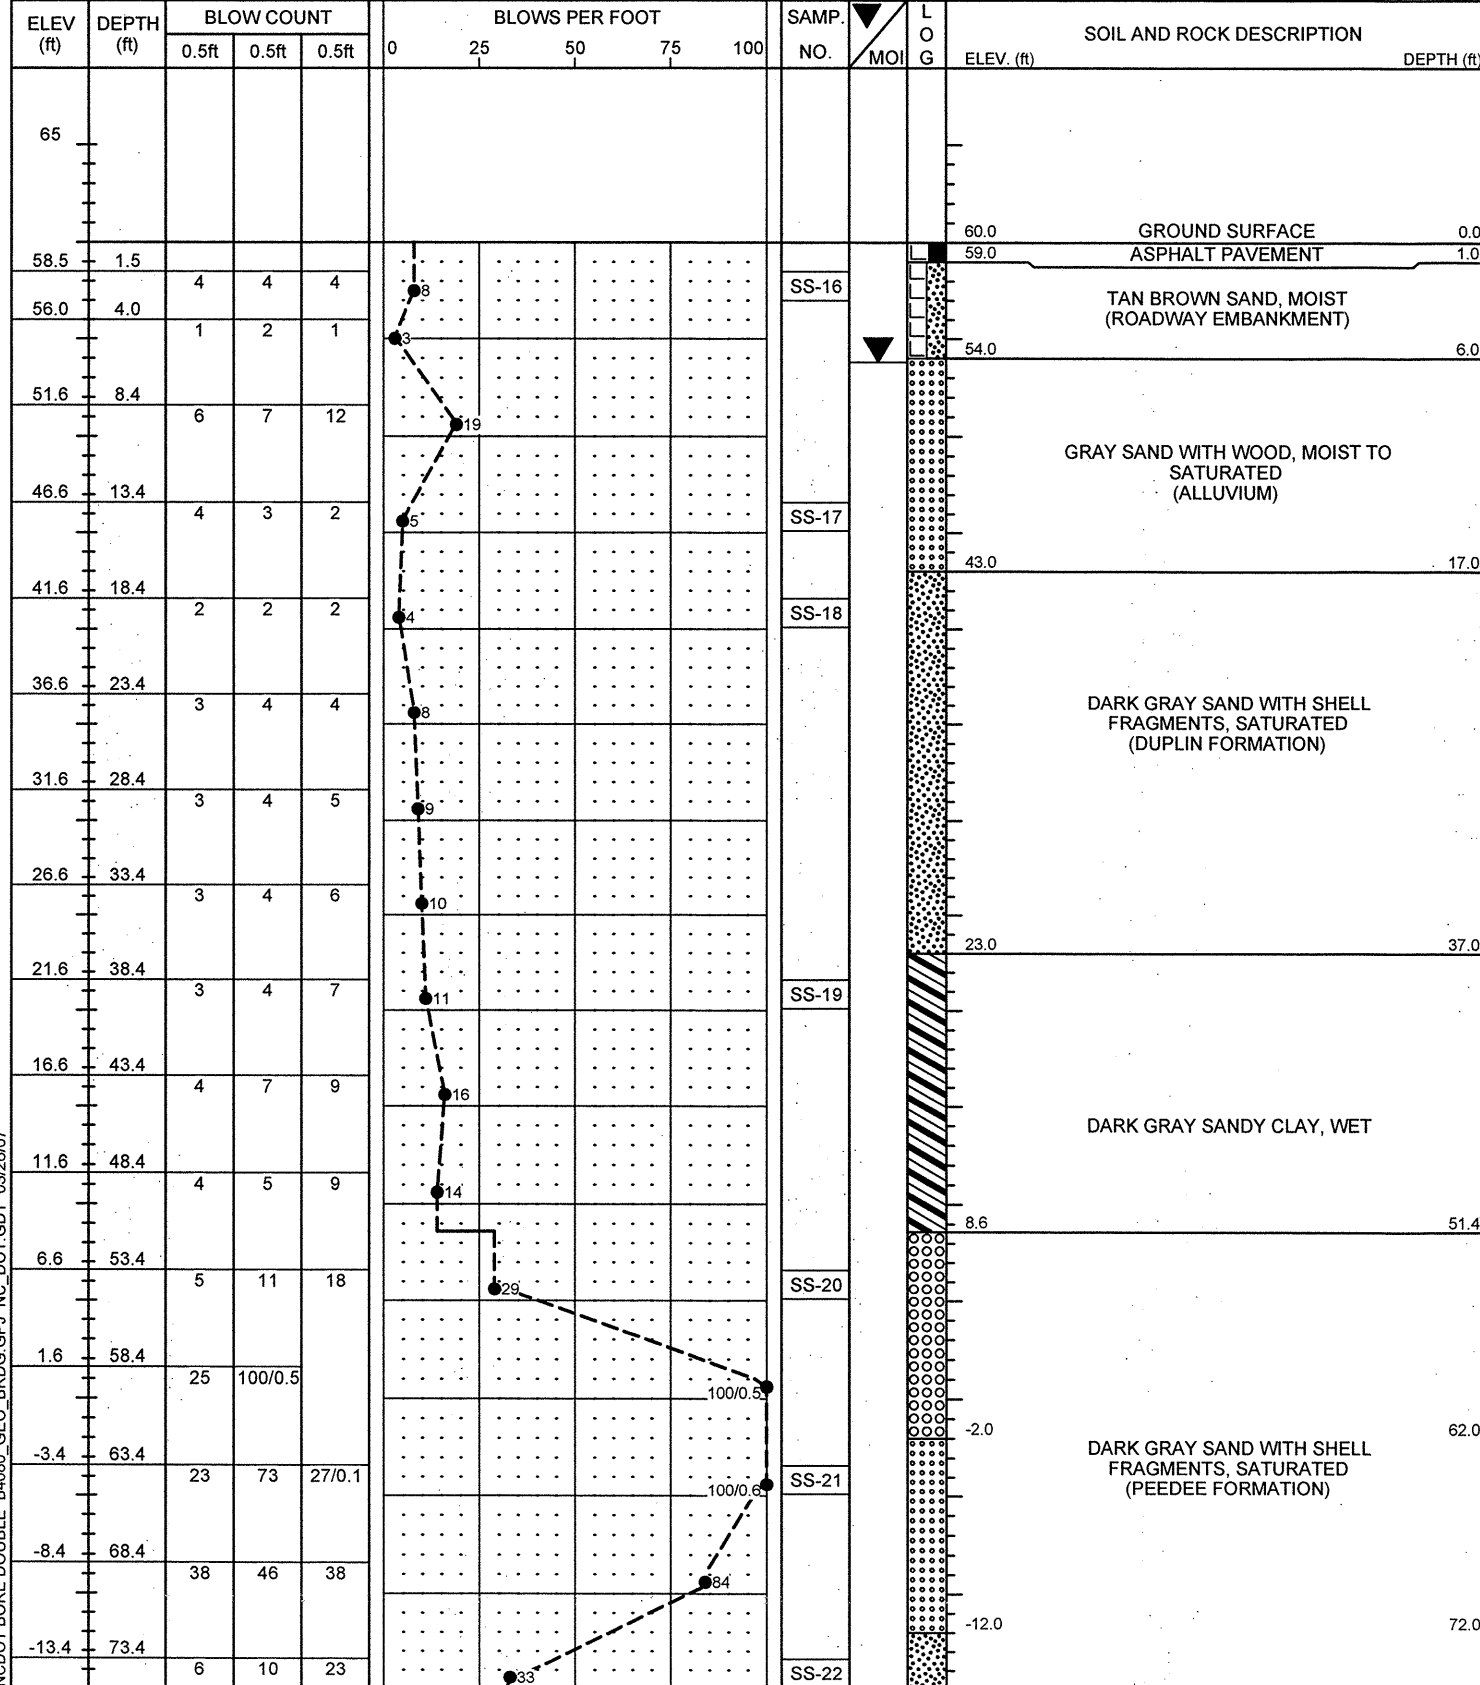 ELEV (ft) DEPTH (ft) BLOW COUNT 0.5ft 0.5ft 0.5ft BLOWS PER FOOT 0 25 50 75 100 SAMP. NO. MOI L O G SOIL AND ROCK DESCRIPTION ELEV. (ft) DEPTH (ft)
65
60.0 GROUND SURFACE 0.0
59.0 ASPHALT PAVEMENT 1.0
58.5 1.5
4 4 4 8 SS-16
TAN BROWN SAND, MOIST
(ROADWAY EMBANKMENT)
56.0 4.0
1 2 1 3
54.0 6.0
51.6 8.4
6 7 12 19
GRAY SAND WITH WOOD, MOIST TO
SATURATED
(ALLUVIUM)
46.6 13.4
4 3 2 5 SS-17
43.0 17.0
41.6 18.4
2 2 2 4 SS-18
36.6 23.4
3 4 4 8
DARK GRAY SAND WITH SHELL
FRAGMENTS, SATURATED
(DUPLIN FORMATION)
31.6 28.4
3 4 5 9
26.6 33.4
3 4 6 10
23.0 37.0
21.6 38.4
3 4 7 11 SS-19
16.6 43.4
4 7 9 16
DARK GRAY SANDY CLAY, WET
11.6 48.4
4 5 9 14
8.6 51.4
6.6 53.4
5 11 18 29 SS-20
1.6 58.4
25 100/0.5 100/0.5
-2.0 62.0
DARK GRAY SAND WITH SHELL
FRAGMENTS, SATURATED
(PEEDEE FORMATION)
-3.4 63.4
23 73 27/0.1 100/0.6 SS-21
-8.4 68.4
38 46 38 84
-12.0 72.0
-13.4 73.4
6 10 23 33 SS-22